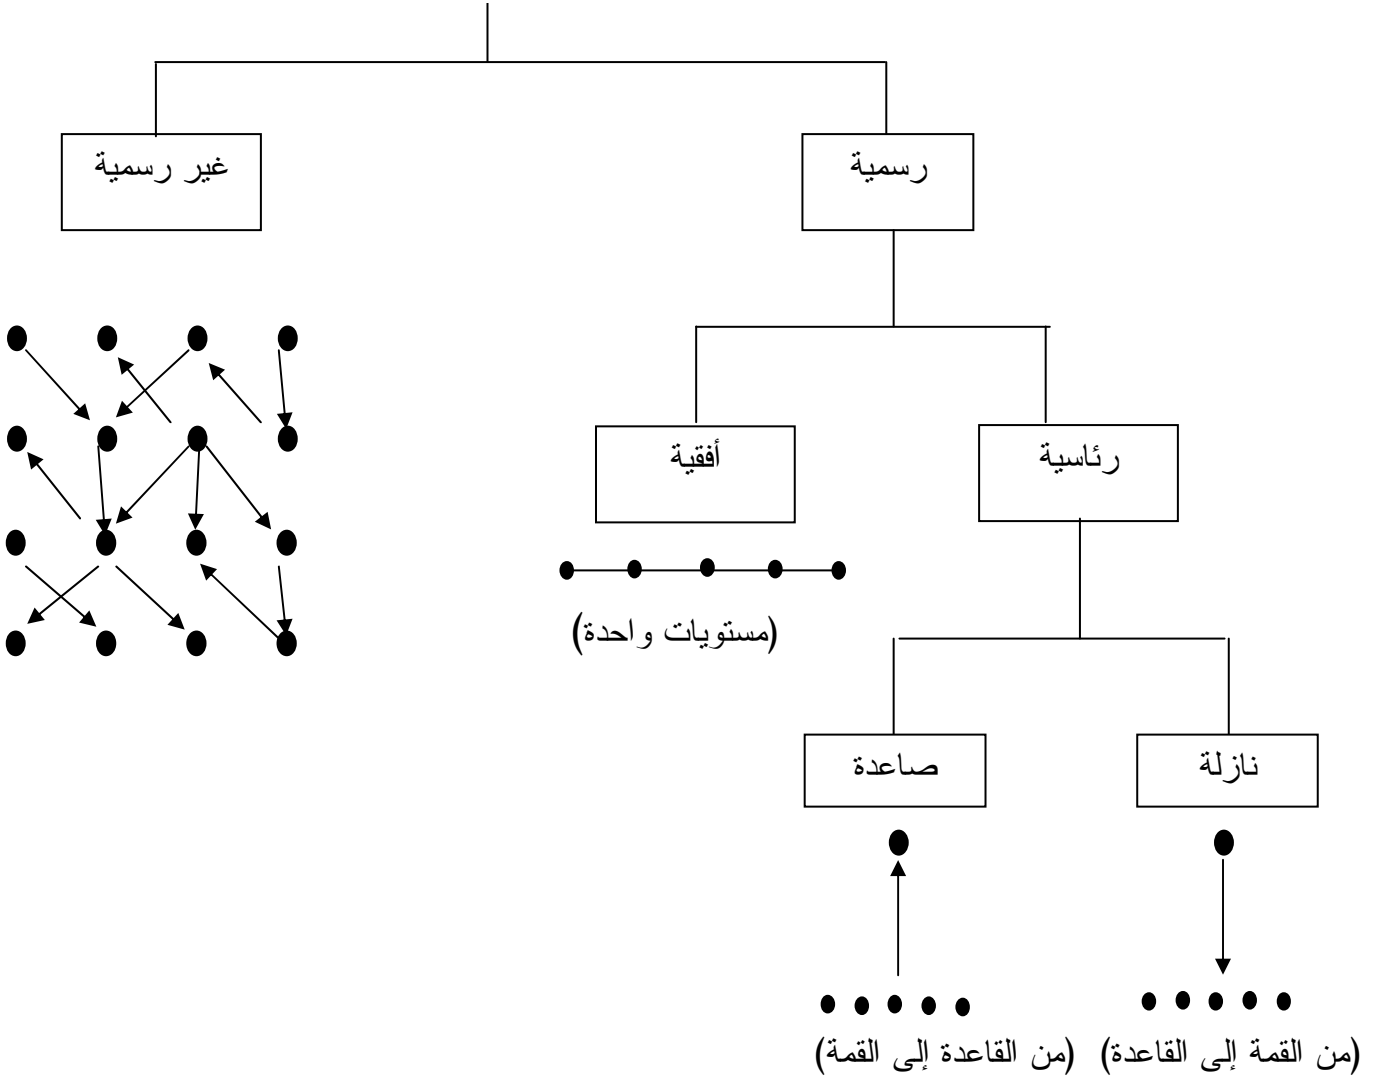 رسمية
غير رسمية
رئاسية
أفقية
(مستويات واحدة)
نازلة
صاعدة
(من القمة إلى القاعدة)
(من القاعدة إلى القمة)